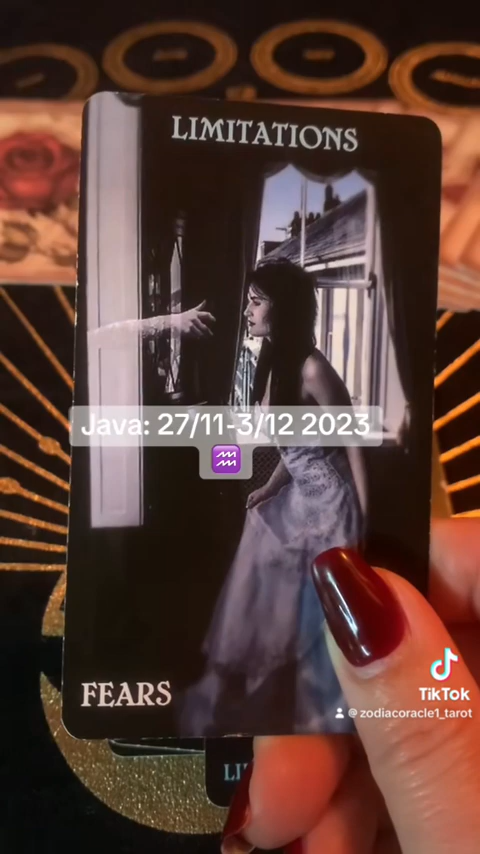 LIMITATIONS
Java: 27/11-3/12 2023
♒
FEARS
TikTok
@zodiacoracle1_tarot